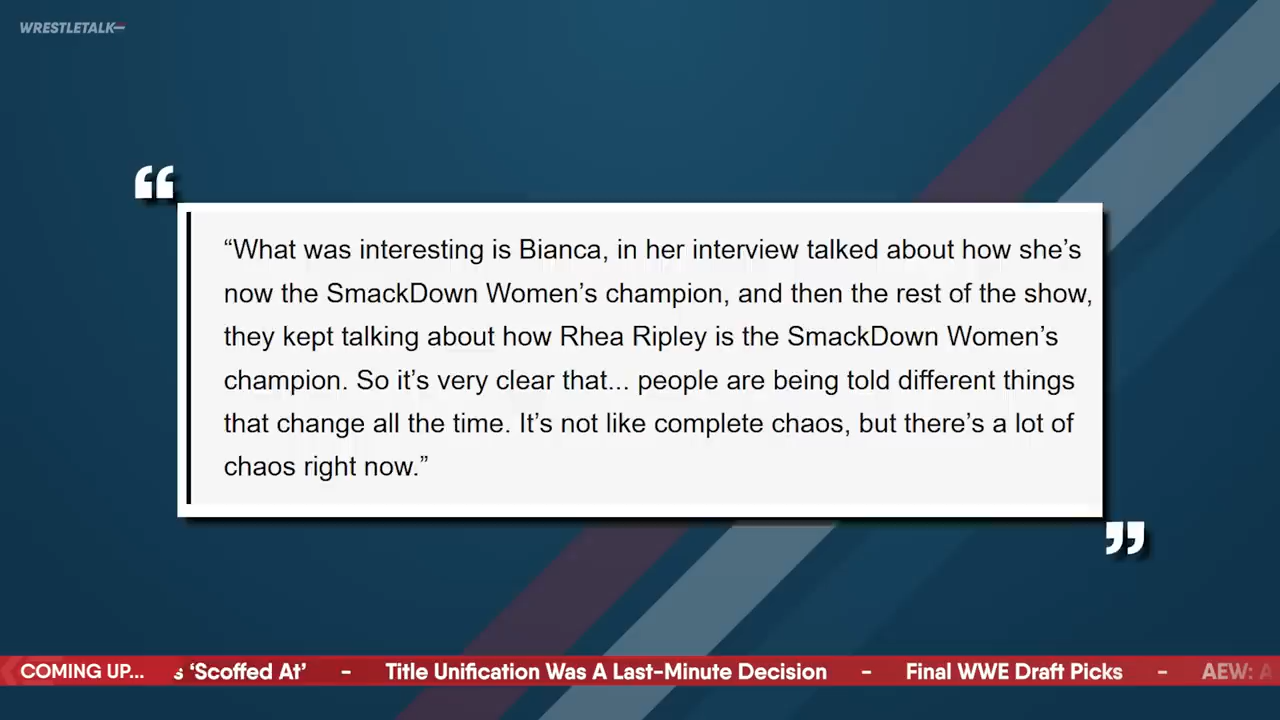 WRESTLETALK
“
“What was interesting is Bianca, in her interview talked about how she’s
now the SmackDown Women’s champion, and then the rest of the show,
they kept talking about how Rhea Ripley is the SmackDown Women’s
champion. So it’s very clear that... people are being told different things
that change all the time. It’s not like complete chaos, but there’s a lot of
chaos right now.”
”
COMING UP... s ‘Scoffed At’ – Title Unification Was A Last-Minute Decision – Final WWE Draft Picks – AEW: A